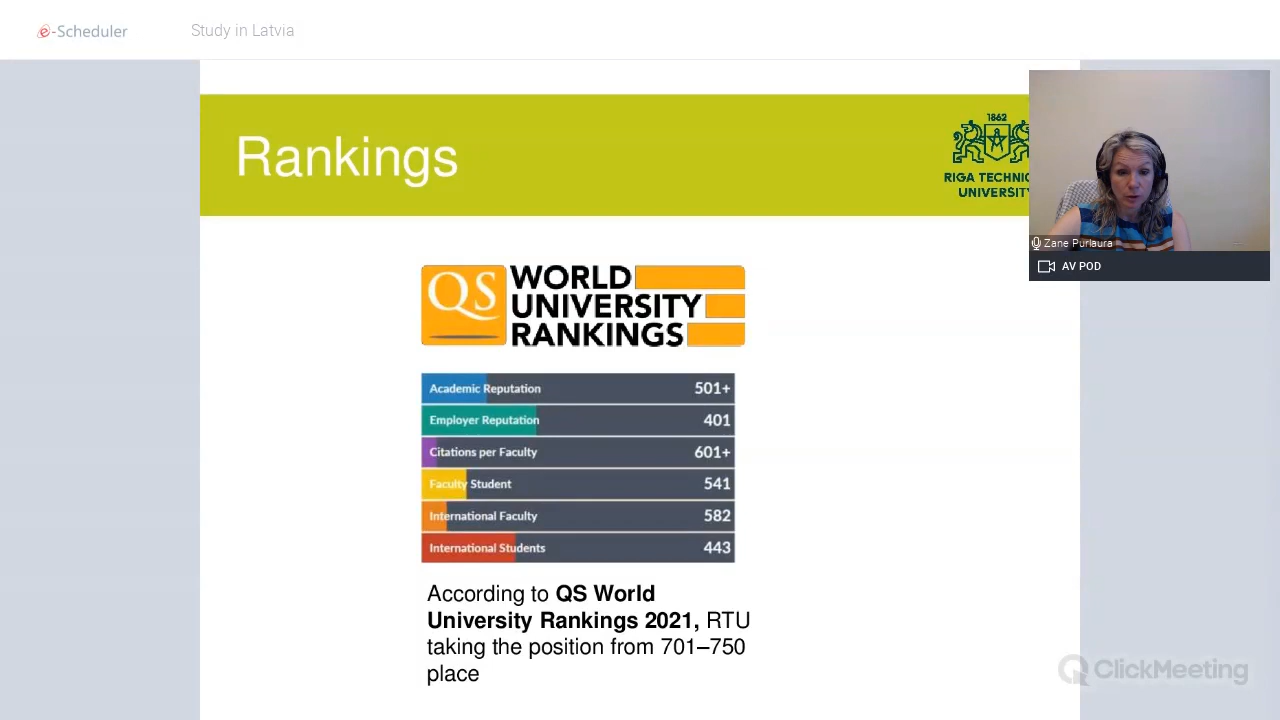 e-Scheduler
Study in Latvia
Rankings
1862
RIGA TECHNIC
UNIVERSITY
Zane Purlaura
AV POD
QS
WORLD
UNIVERSITY
RANKINGS
Academic Reputation 501+
Employer Reputation 401
Citations per Faculty 601+
Faculty Student 541
International Faculty 582
International Students 443
According to QS World
University Rankings 2021, RTU
taking the position from 701–750
place
ClickMeeting